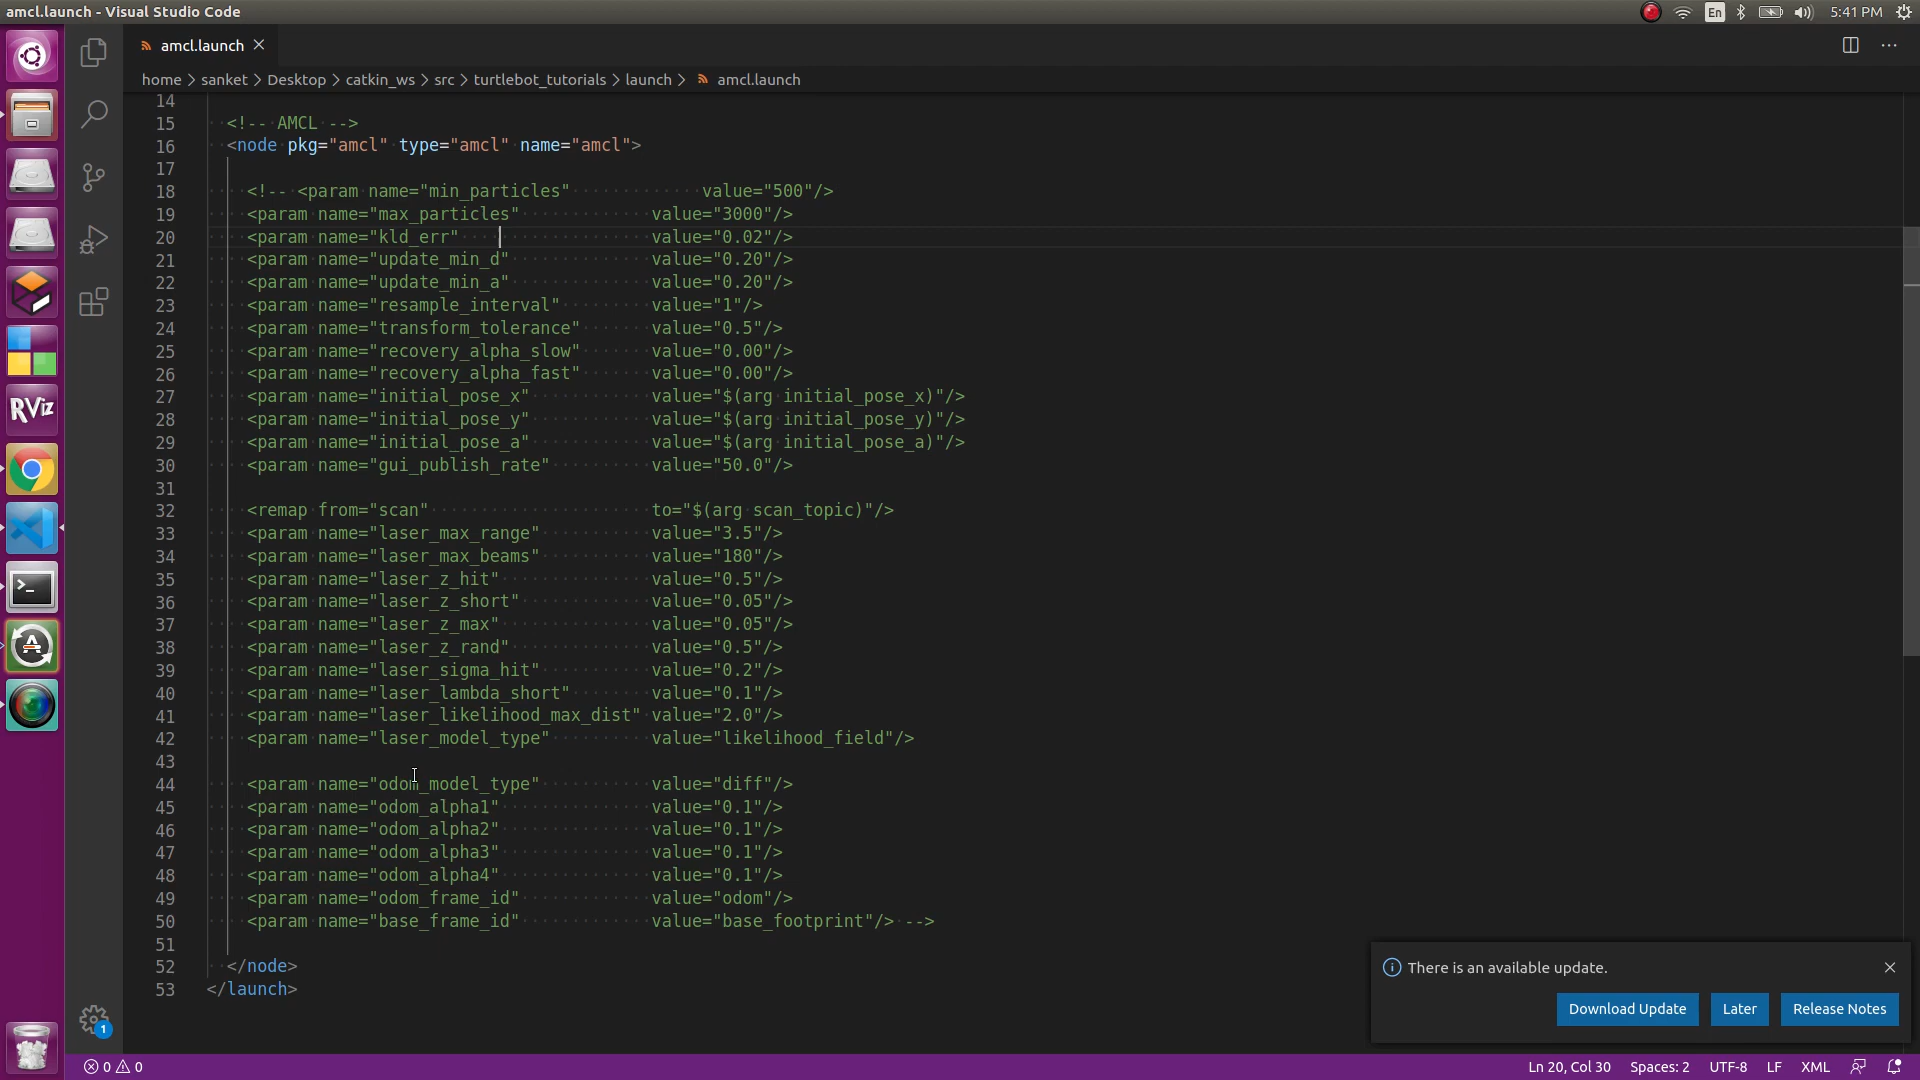 amcl.launch - Visual Studio Code
En
5:41 PM
amcl.launch
home > sanket > Desktop > catkin_ws > src > turtlebot_tutorials > launch > amcl.launch
14
15 <!-- AMCL -->
16 <node pkg="amcl" type="amcl" name="amcl">
17
18 <!-- <param name="min_particles" value="500"/>
19 <param name="max_particles" value="3000"/>
20 <param name="kld_err" value="0.02"/>
21 <param name="update_min_d" value="0.20"/>
22 <param name="update_min_a" value="0.20"/>
23 <param name="resample_interval" value="1"/>
24 <param name="transform_tolerance" value="0.5"/>
25 <param name="recovery_alpha_slow" value="0.00"/>
26 <param name="recovery_alpha_fast" value="0.00"/>
27 <param name="initial_pose_x" value="$(arg initial_pose_x)"/>
28 <param name="initial_pose_y" value="$(arg initial_pose_y)"/>
29 <param name="initial_pose_a" value="$(arg initial_pose_a)"/>
30 <param name="gui_publish_rate" value="50.0"/>
31
32 <remap from="scan" to="$(arg scan_topic)"/>
33 <param name="laser_max_range" value="3.5"/>
34 <param name="laser_max_beams" value="180"/>
35 <param name="laser_z_hit" value="0.5"/>
36 <param name="laser_z_short" value="0.05"/>
37 <param name="laser_z_max" value="0.05"/>
38 <param name="laser_z_rand" value="0.5"/>
39 <param name="laser_sigma_hit" value="0.2"/>
40 <param name="laser_lambda_short" value="0.1"/>
41 <param name="laser_likelihood_max_dist" value="2.0"/>
42 <param name="laser_model_type" value="likelihood_field"/>
43
44 <param name="odom_model_type" value="diff"/>
45 <param name="odom_alpha1" value="0.1"/>
46 <param name="odom_alpha2" value="0.1"/>
47 <param name="odom_alpha3" value="0.1"/>
48 <param name="odom_alpha4" value="0.1"/>
49 <param name="odom_frame_id" value="odom"/>
50 <param name="base_frame_id" value="base_footprint"/> -->
51
52 </node>
53 </launch>
RViz
There is an available update.
Download Update
Later
Release Notes
1
0 0
Ln 20, Col 30
Spaces: 2
UTF-8
LF
XML